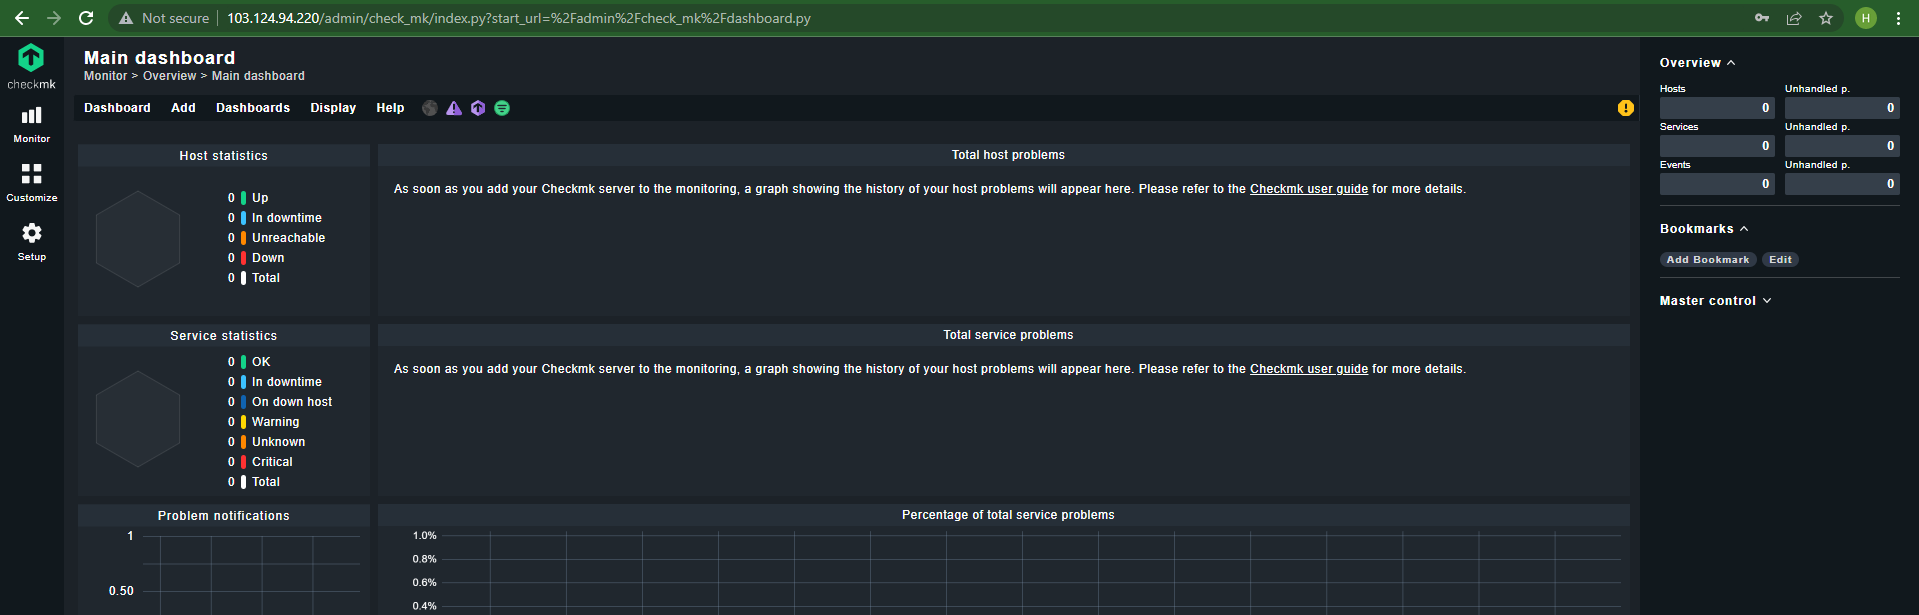 Not secure 103.124.94.220/admin/check_mk/index.py?start_url=%2Fadmin%2Fcheck_mk%2Fdashboard.py
H
checkmk
Monitor
Customize
Setup
Main dashboard
Monitor > Overview > Main dashboard
Dashboard Add Dashboards Display Help
Host statistics
0 Up
0 In downtime
0 Unreachable
0 Down
0 Total
Total host problems
As soon as you add your Checkmk server to the monitoring, a graph showing the history of your host problems will appear here. Please refer to the Checkmk user guide for more details.
Service statistics
0 OK
0 In downtime
0 On down host
0 Warning
0 Unknown
0 Critical
0 Total
Total service problems
As soon as you add your Checkmk server to the monitoring, a graph showing the history of your host problems will appear here. Please refer to the Checkmk user guide for more details.
Problem notifications
1
0.50
Percentage of total service problems
1.0%
0.8%
0.6%
0.4%
Overview
Hosts Unhandled p.
0 0
Services Unhandled p.
0 0
Events Unhandled p.
0 0
Bookmarks
Add Bookmark Edit
Master control